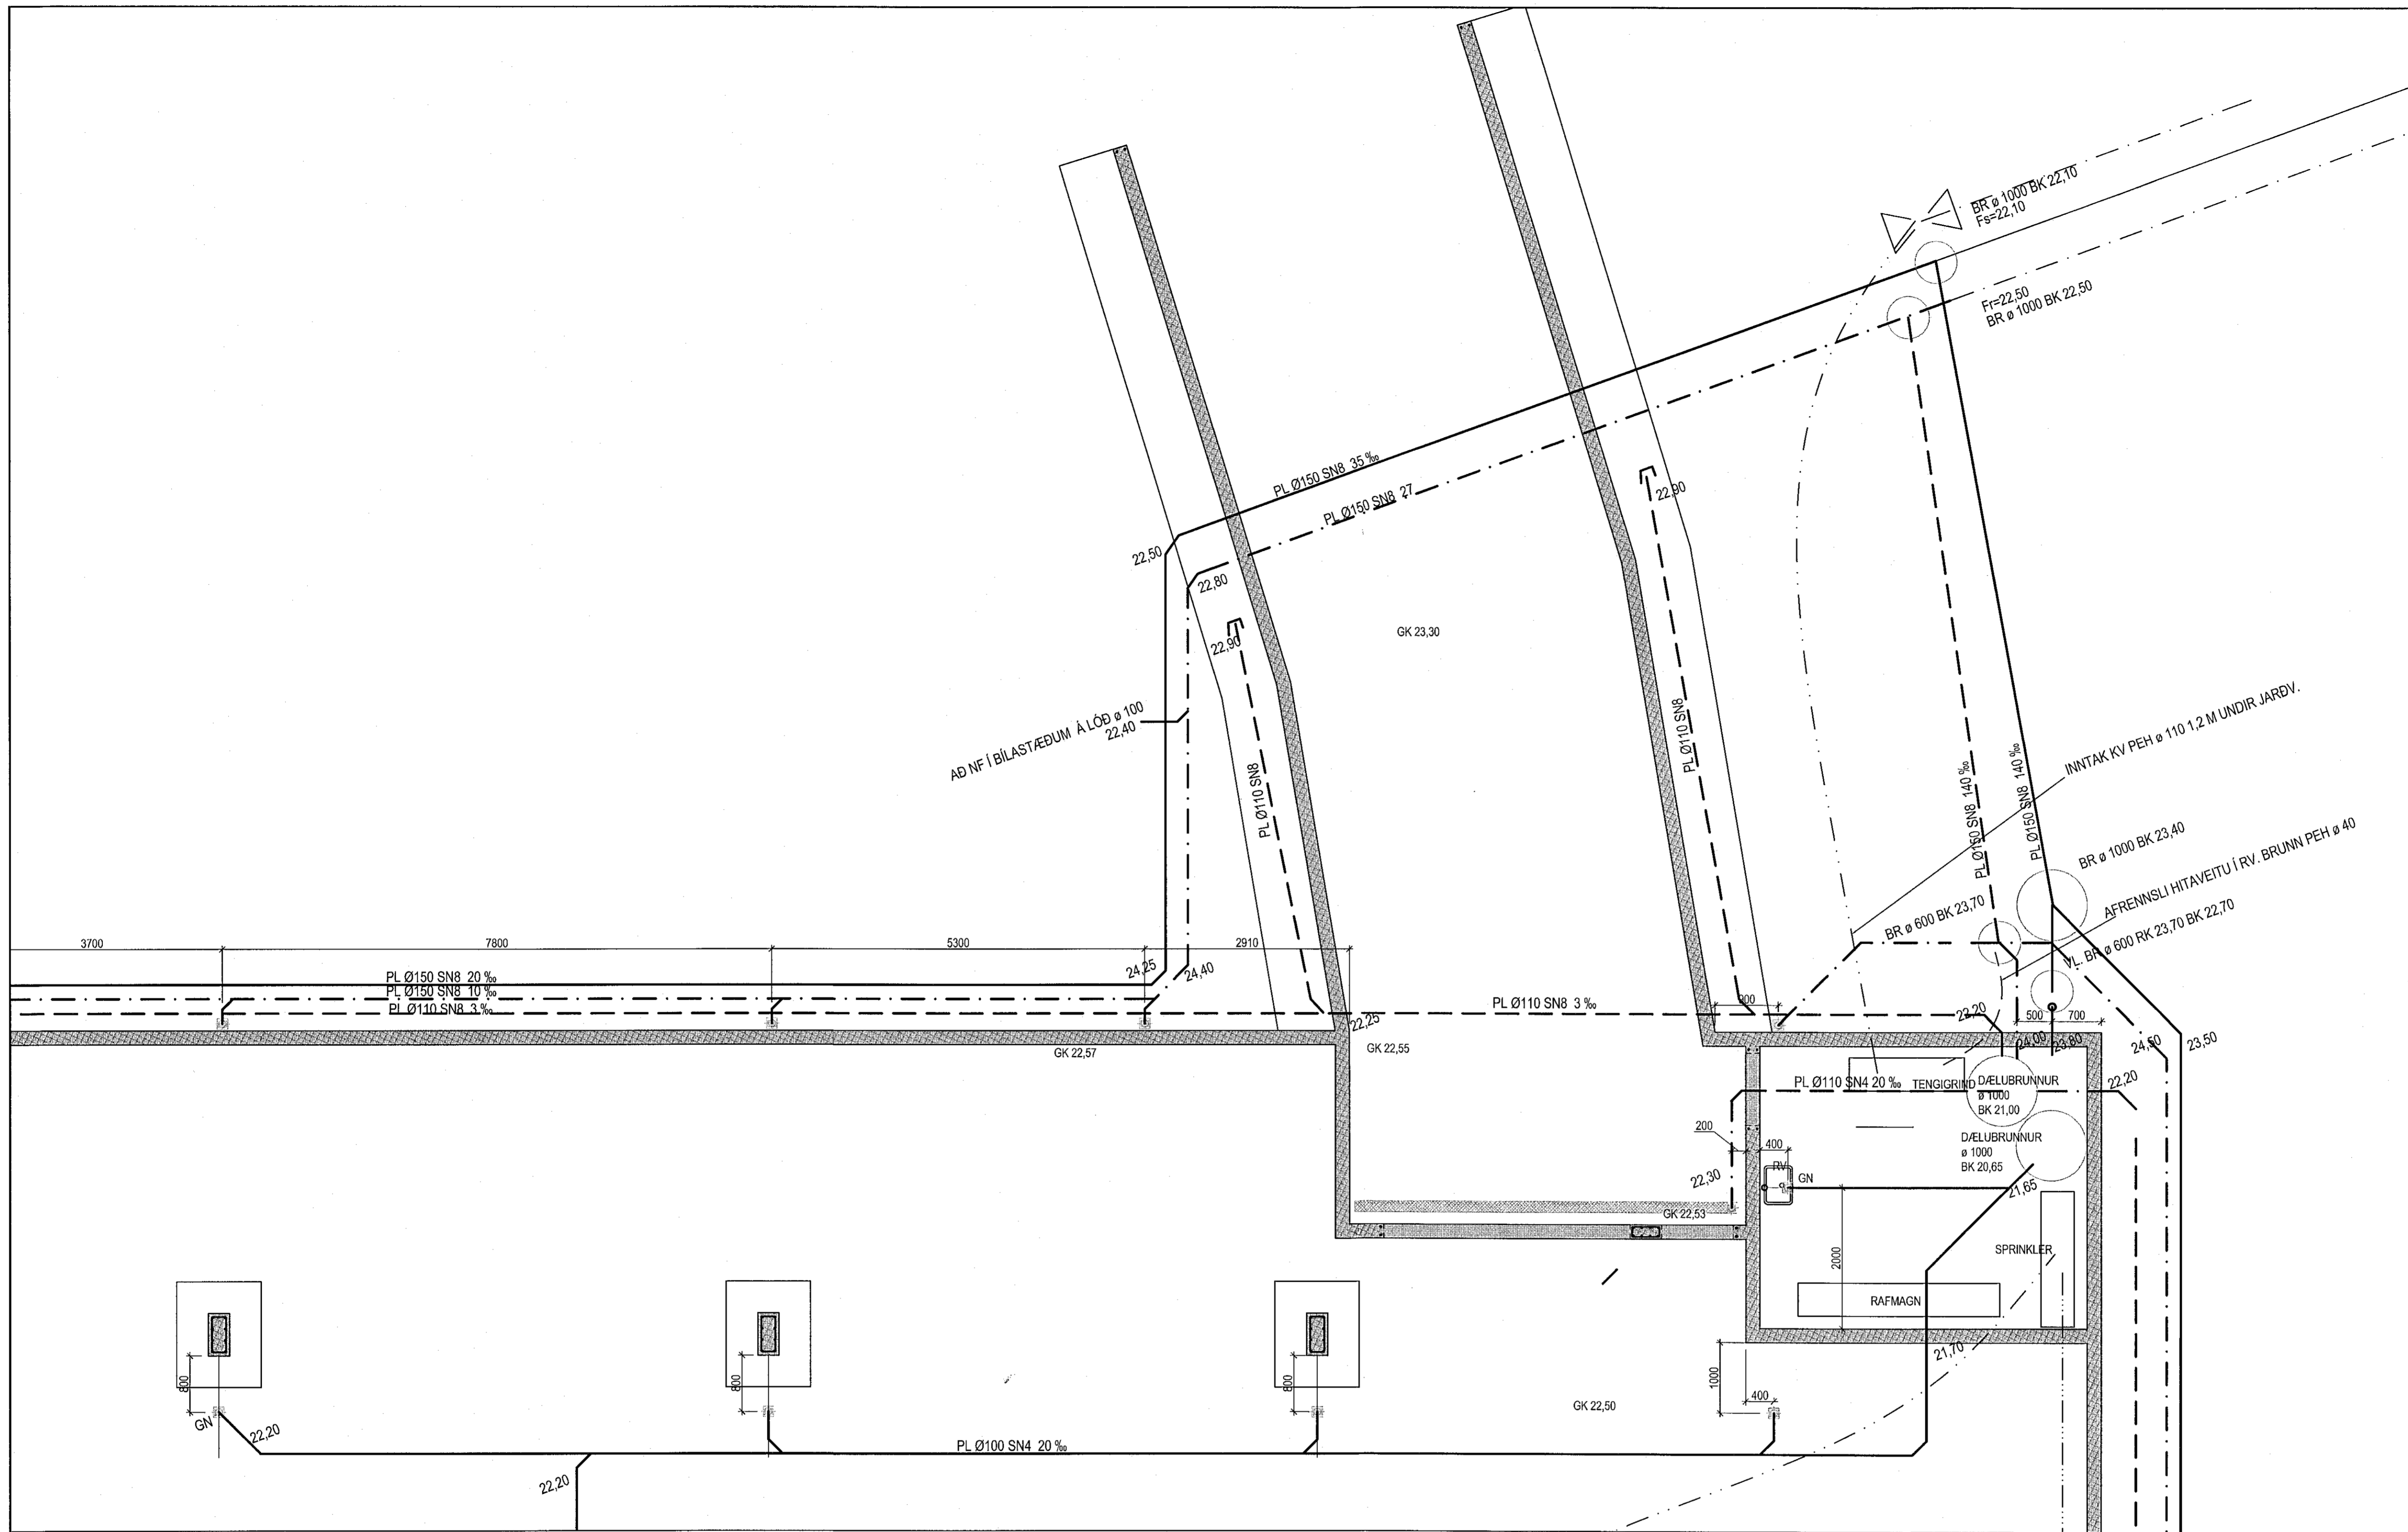 BR ø 1000 BK 22,10
Fs=22,10
Fr=22,50
BR ø 1000 BK 22,50
PL Ø150 SN8 35 ‰
PL Ø150 SN8 27
22,90
22,50
22,80
22,90
GK 23,30
AÐ NF Í BÍLASTÆÐUM Á LÓÐ ø 100
22,40
PL Ø110 SN8
PL Ø110 SN8
PL Ø150 SN8 140 ‰
PL Ø150 SN8 140 ‰
INNTAK KV PEH ø 110 1,2 M UNDIR JARÐV.
BR ø 1000 BK 23,40
AFRENNSLI HITAVEITU Í RV. BRUNN PEH ø 40
BR ø 600 BK 23,70
VL. BR ø 600 RK 23,70 BK 22,70
3700
7800
5300
2910
24,25
24,40
PL Ø150 SN8 20 ‰
PL Ø150 SN8 10 ‰
PL Ø110 SN8 3 ‰
PL Ø110 SN8 3 ‰
900
22,20
500
700
22,25
24,00
23,80
24,50
23,50
GK 22,57
GK 22,55
PL Ø110 SN4 20 ‰
TENGIGRIND
DÆLUBRUNNUR
ø 1000
BK 21,00
22,20
200
400
DÆLUBRUNNUR
ø 1000
BK 20,65
RV
GN
22,30
21,65
GK 22,53
2000
SPRINKLER
RAFMAGN
21,70
800
800
800
1000
400
GK 22,50
GN
22,20
PL Ø100 SN4 20 ‰
22,20